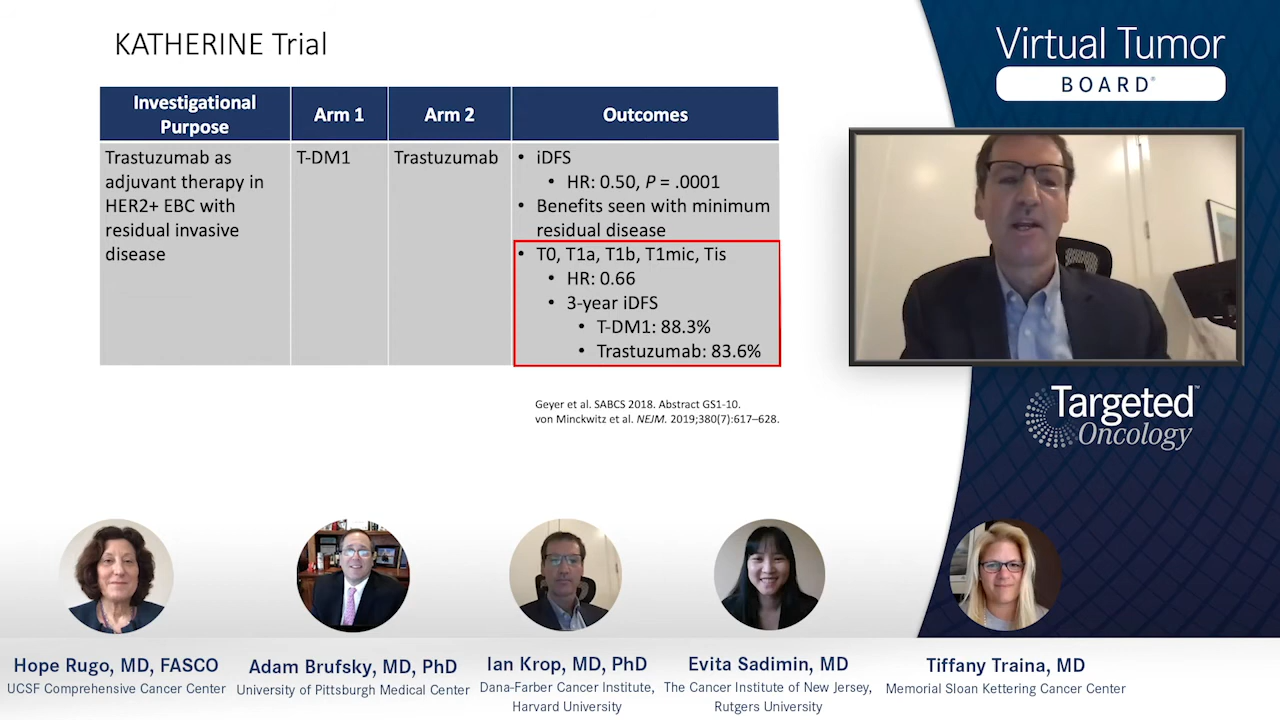 KATHERINE Trial
Virtual Tumor
BOARD®
Investigational
Purpose
Arm 1
Arm 2
Outcomes
Trastuzumab as
adjuvant therapy in
HER2+ EBC with
residual invasive
disease
T-DM1
Trastuzumab
• iDFS
• HR: 0.50, P = .0001
• Benefits seen with minimum
residual disease
• T0, T1a, T1b, T1mic, Tis
• HR: 0.66
• 3-year iDFS
• T-DM1: 88.3%
• Trastuzumab: 83.6%
Geyer et al. SABCS 2018. Abstract GS1-10.
von Minckwitz et al. NEJM. 2019;380(7):617–628.
Targeted™
Oncology
Hope Rugo, MD, FASCO
UCSF Comprehensive Cancer Center
Adam Brufsky, MD, PhD
University of Pittsburgh Medical Center
Ian Krop, MD, PhD
Dana-Farber Cancer Institute,
Harvard University
Evita Sadimin, MD
The Cancer Institute of New Jersey,
Rutgers University
Tiffany Traina, MD
Memorial Sloan Kettering Cancer Center